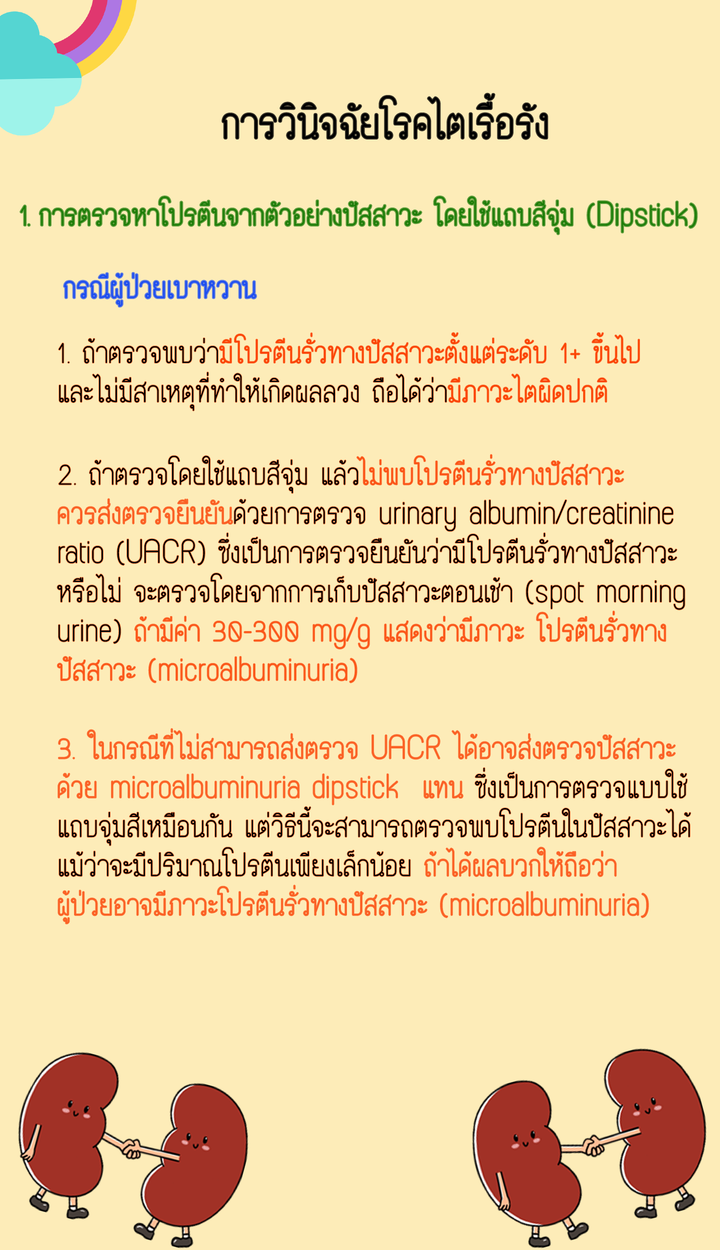 การวินิจฉัยโรคไตเรื้อรัง
1. การตรวจหาโปรตีนจากตัวอย่างปัสสาวะ โดยใช้แถบสีจุ่ม (Dipstick)
กรณีผู้ป่วยเบาหวาน
1. ถ้าตรวจพบว่ามีโปรตีนรั่วทางปัสสาวะตั้งแต่ระดับ 1+ ขึ้นไป
และไม่มีสาเหตุที่ทำให้เกิดผลลวง ถือได้ว่ามีภาวะไตผิดปกติ
2. ถ้าตรวจโดยใช้แถบสีจุ่ม แล้วไม่พบโปรตีนรั่วทางปัสสาวะ
ควรส่งตรวจยืนยันด้วยการตรวจ urinary albumin/creatinine
ratio (UACR) ซึ่งเป็นการตรวจยืนยันว่ามีโปรตีนรั่วทางปัสสาวะ
หรือไม่ จะตรวจโดยจากการเก็บปัสสาวะตอนเช้า (spot morning
urine) ถ้ามีค่า 30-300 mg/g แสดงว่ามีภาวะ โปรตีนรั่วทาง
ปัสสาวะ (microalbuminuria)
3. ในกรณีที่ไม่สามารถส่งตรวจ UACR ได้อาจส่งตรวจปัสสาวะ
ด้วย microalbuminuria dipstick แทน ซึ่งเป็นการตรวจแบบใช้
แถบจุ่มสีเหมือนกัน แต่วิธีนี้จะสามารถตรวจพบโปรตีนในปัสสาวะได้
แม้ว่าจะมีปริมาณโปรตีนเพียงเล็กน้อย ถ้าได้ผลบวกให้ถือว่า
ผู้ป่วยอาจมีภาวะโปรตีนรั่วทางปัสสาวะ (microalbuminuria)